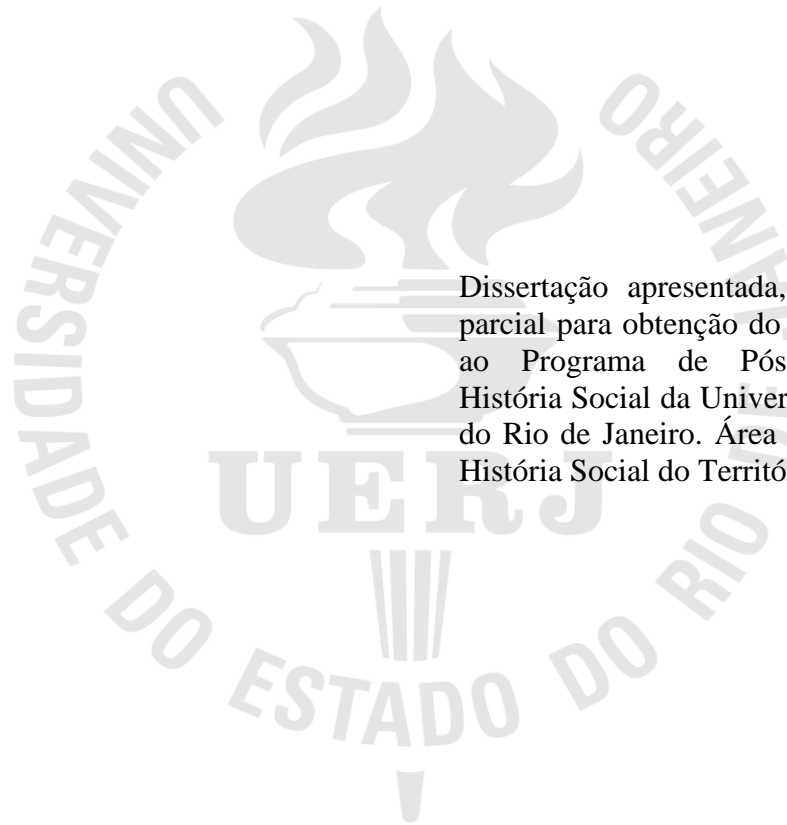 UNIVERSIDADE DO ESTADO DO RIO DE JANEIRO
UERJ
Dissertação apresentada,
parcial para obtenção do
ao Programa de Pós
História Social da Univer
do Rio de Janeiro. Área
História Social do Territó